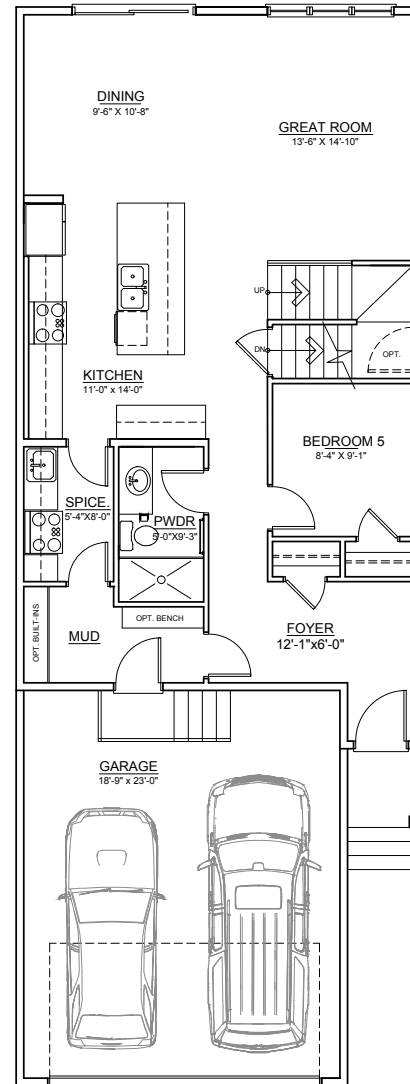 DINING
9'-6" X 10'-8"
GREAT ROOM
13'-6" X 14'-10"
UP
DN
OPT.
KITCHEN
11'-0" x 14'-0"
BEDROOM 5
8'-4" X 9'-1"
SPICE.
5'-4"X8'-0"
PWDR
5'-0"X9'-3"
OPT. BUILT-INS
MUD
OPT. BENCH
FOYER
12'-1"x6'-0"
GARAGE
18'-9" x 23'-0"